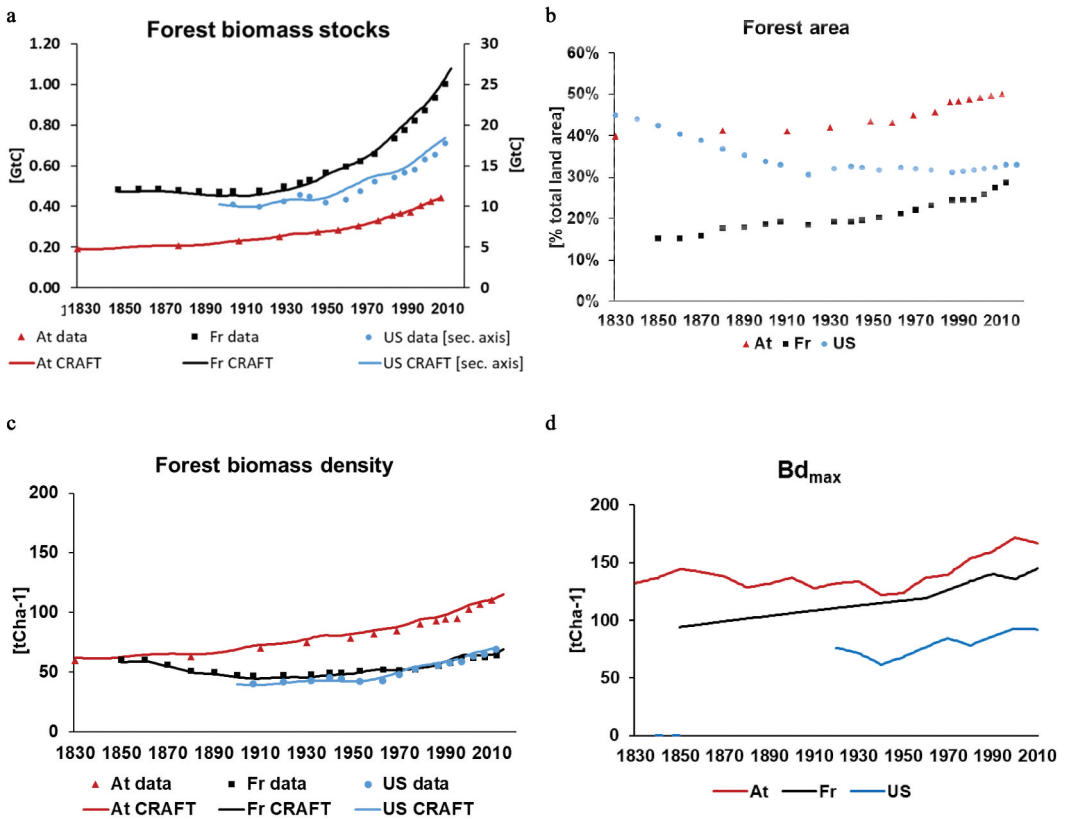 a
Forest biomass stocks
1.20
1.00
0.80
0.60
0.40
0.20
0.00
[GtC]
30
25
20
15
10
5
0
[GtC]
1830 1850 1870 1890 1910 1930 1950 1970 1990 2010
At data Fr data US data [sec. axis]
At CRAFT Fr CRAFT US CRAFT [sec. axis]
b
Forest area
60%
50%
40%
30%
20%
10%
0%
[% total land area]
1830 1850 1870 1890 1910 1930 1950 1970 1990 2010
At Fr US
c
Forest biomass density
200
150
100
50
0
[tCha-1]
1830 1850 1870 1890 1910 1930 1950 1970 1990 2010
At data Fr data US data
At CRAFT Fr CRAFT US CRAFT
d
Bdmax
200
150
100
50
0
[tCha-1]
1830 1850 1870 1890 1910 1930 1950 1970 1990 2010
At Fr US